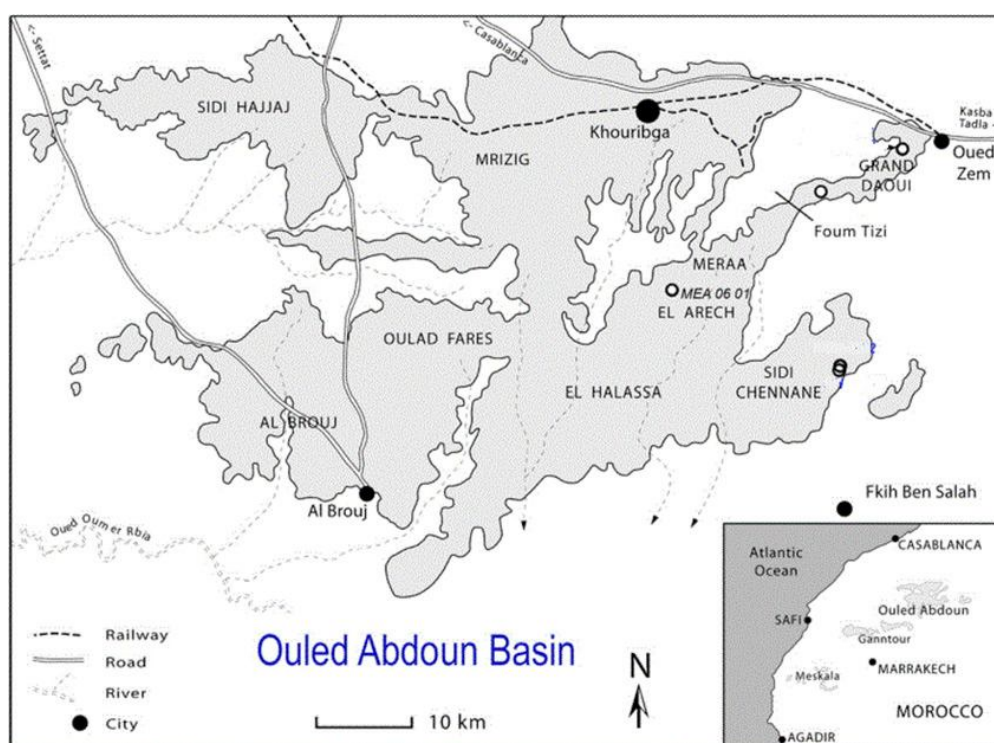 <- Settat
<- Casablanca
SIDI HAJJAJ
Khouribga
MRIZIG
Kasba
Tadla
Oued
Zem
GRAND
DAOUI
Foum Tizi
MERAA
MEA 06 01
EL ARECH
OULAD FARES
SIDI
CHENNANE
2
EL HALASSA
AL BROUJ
Al Brouj
Fkih Ben Salah
Oued Oumer Rbia
Atlantic
Ocean
CASABLANCA
Ouled Abdoun
SAFI
Ganntour
MARRAKECH
Meskala
MOROCCO
AGADIR
Railway
Road
River
City
Ouled Abdoun Basin
10 km
N